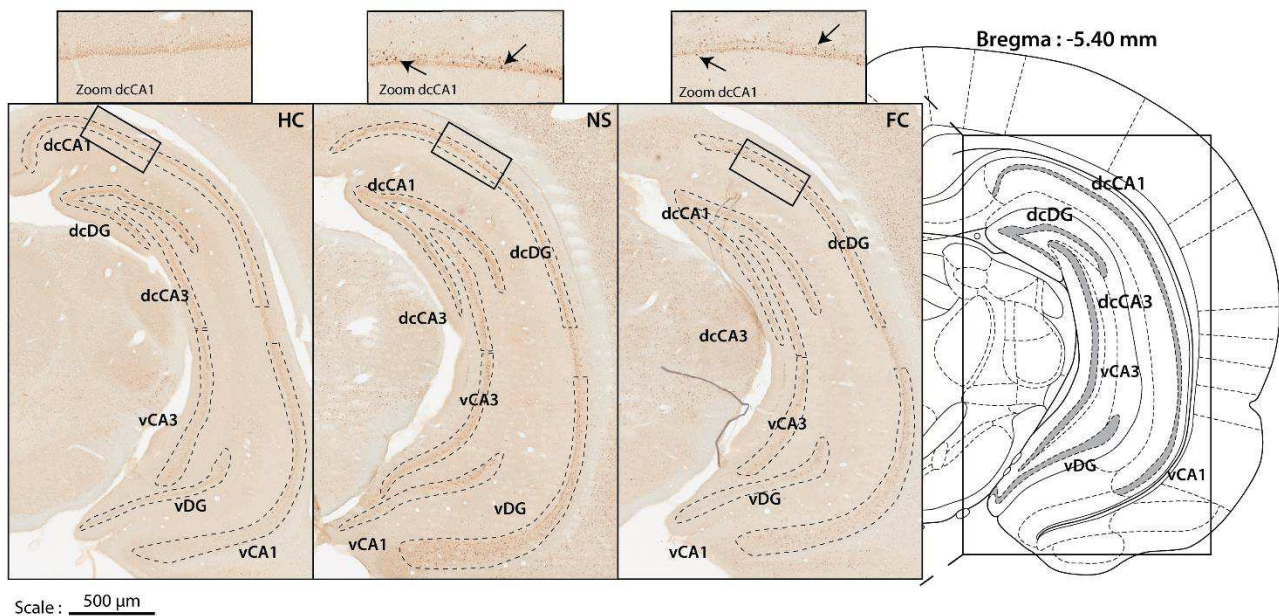 Zoom dcCA1
Zoom dcCA1
Zoom dcCA1
Bregma : -5.40 mm
HC
dcCA1
dcDG
dcCA3
vCA3
vDG
vCA1
NS
dcCA1
dcDG
dcCA3
vCA3
vDG
vCA1
FC
dcCA1
dcDG
dcCA3
vCA3
vDG
vCA1
dcCA1
dcDG
dcCA3
vCA3
vDG
vCA1
Scale : 500 µm